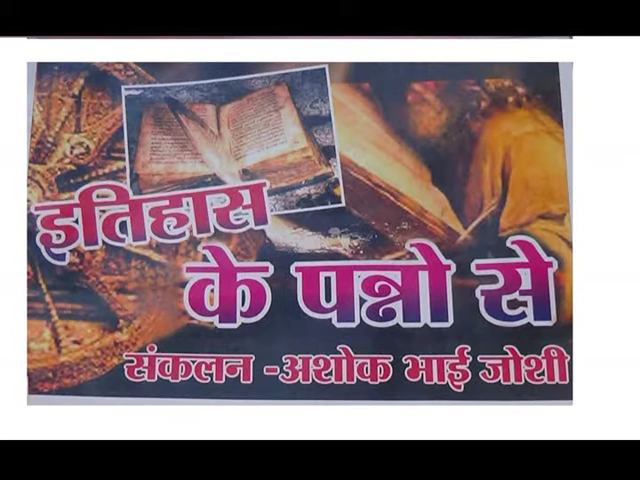 इतिहास
के पन्नो से
संकलन -अशोक भाई जोशी